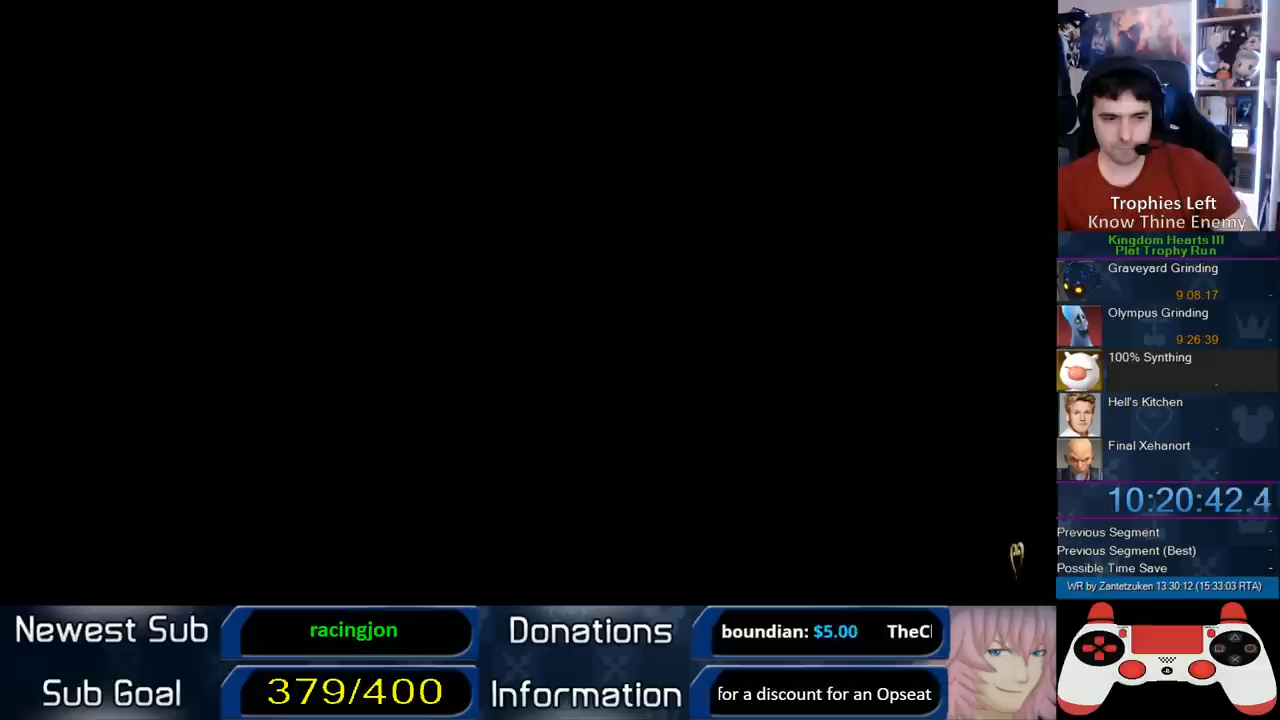 Trophies Left
Know Thine Enemy
Kingdom Hearts III
Plat Trophy Run
Graveyard Grinding
9:08:17 -
Olympus Grinding
9:26:39 -
100% Synthing
-
Hell's Kitchen
-
Final Xehanort
-
10:20:42.4
Previous Segment -
Previous Segment (Best) -
Possible Time Save -
WR by Zantetzuken 13:30:12 (15:33:03 RTA)
Newest Sub
racingjon
Donations
boundian: $5.00 TheC
Sub Goal
379/400
Information
for a discount for an Opseat